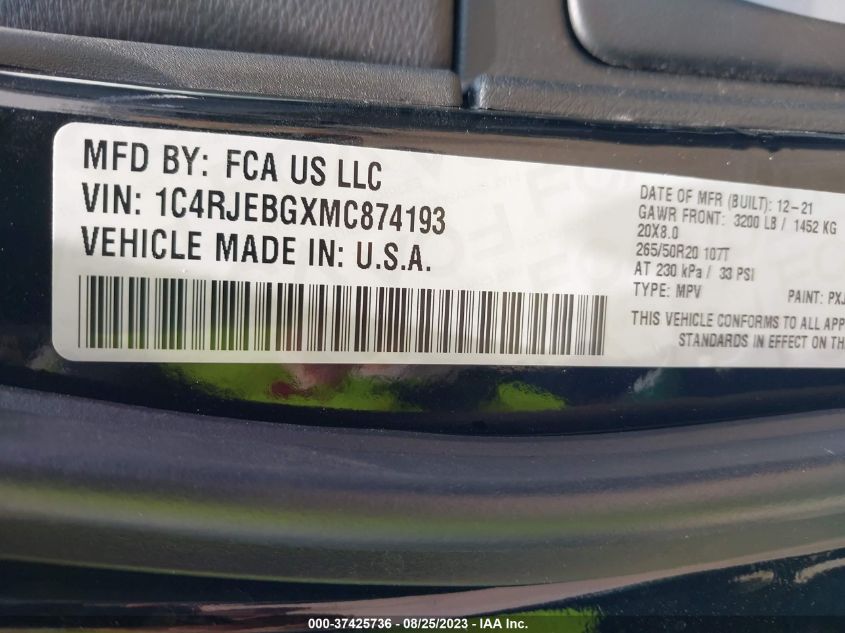 MFD BY: FCA US LLC
VIN: 1C4RJEBGXMC874193
VEHICLE MADE IN: U.S.A.
DATE OF MFR (BUILT): 12-21
GAWR FRONT: 3200 LB / 1452 KG
20X8.0
265/50R20 107T
AT 230 kPa / 33 PSI
TYPE: MPV PAINT: PXJ
THIS VEHICLE CONFORMS TO ALL APP
STANDARDS IN EFFECT ON TH
000-37425736 - 08/25/2023 - IAA Inc.